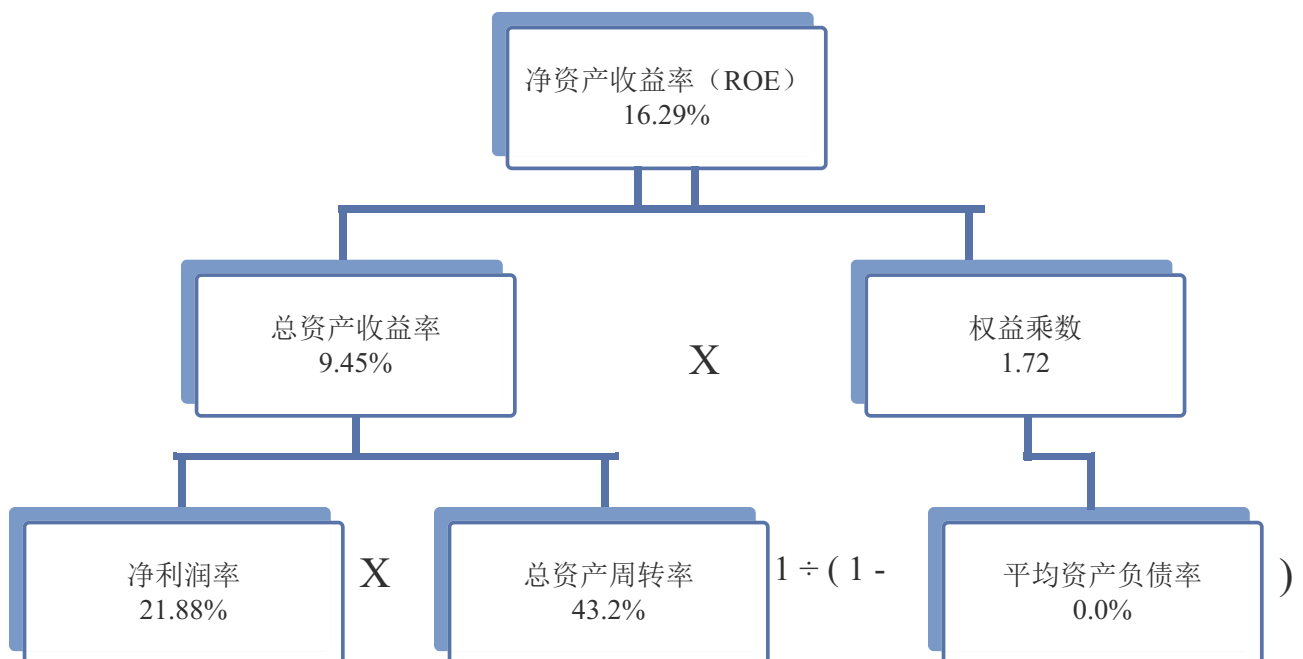 净资产收益率（ROE）
16.29%
总资产收益率
9.45%
X
权益乘数
1.72
净利润率
21.88%
X
总资产周转率
43.2%
1 ÷ ( 1 -
平均资产负债率
0.0%
)